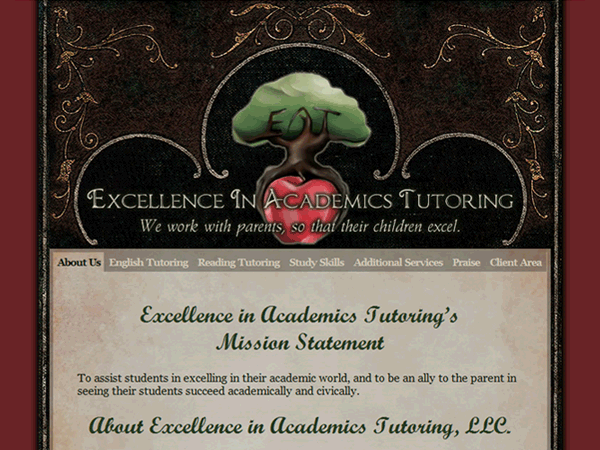 EAT
EXCELLENCE IN ACADEMICS TUTORING
We work with parents, so that their children excel.
About Us English Tutoring Reading Tutoring Study Skills Additional Services Praise Client Area
Excellence in Academics Tutoring's
Mission Statement
To assist students in excelling in their academic world, and to be an ally to the parent in
seeing their students succeed academically and civically.
About Excellence in Academics Tutoring, LLC.